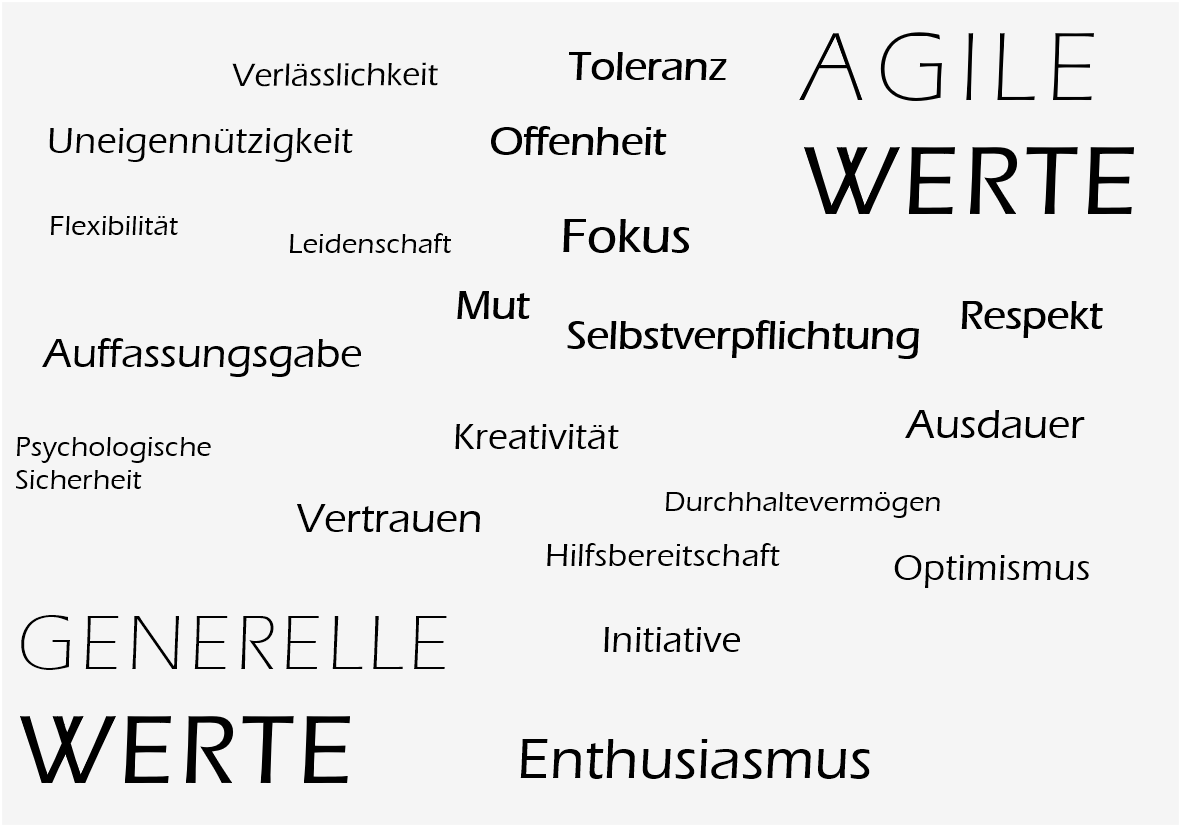 AGILE
WERTE
Verlässlichkeit
Toleranz
Uneigennützigkeit
Offenheit
Flexibilität
Leidenschaft
Fokus
Mut
Selbstverpflichtung
Respekt
Auffassungsgabe
Kreativität
Ausdauer
Psychologische
Sicherheit
Vertrauen
Durchhaltevermögen
Hilfsbereitschaft
Optimismus
Initiative
GENERELLE
WERTE
Enthusiasmus